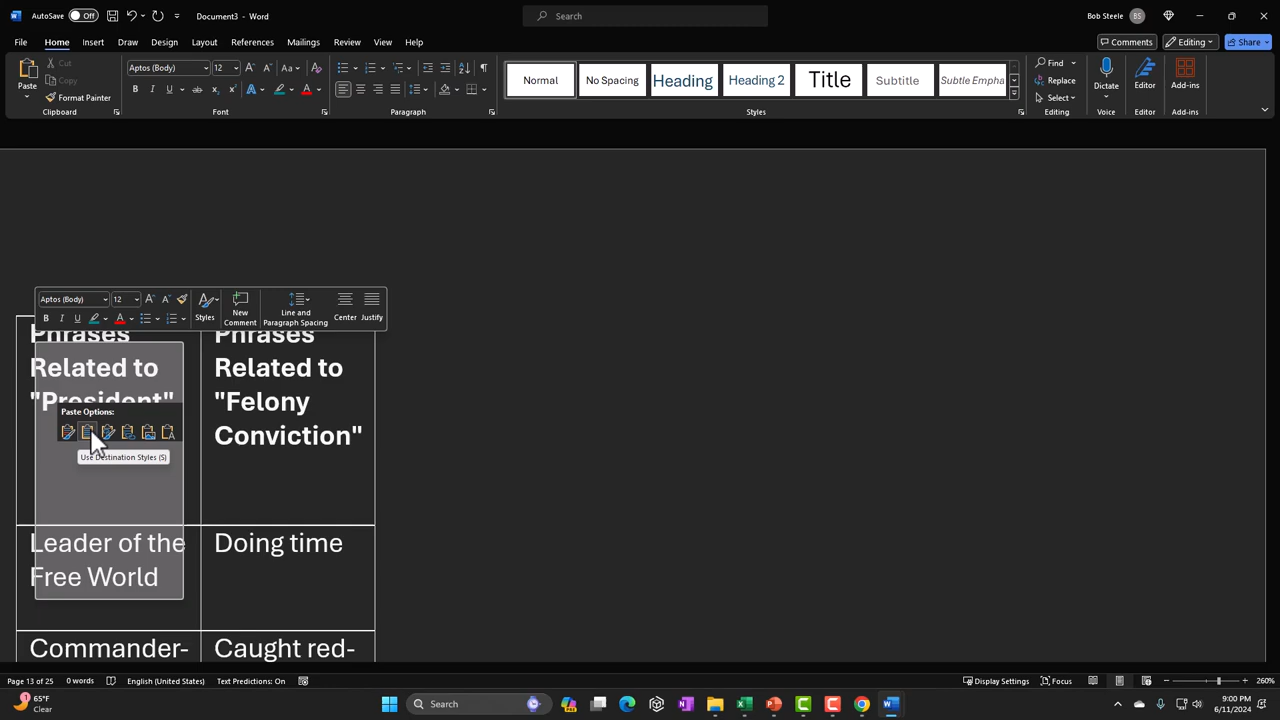 AutoSave Off Document3 - Word Search Bob Steele BS
File Home Insert Draw Design Layout References Mailings Review View Help Comments Editing Share
Paste Cut Copy Format Painter Aptos (Body) 12 Normal No Spacing Heading Heading 2 Title Subtitle Subtle Empha Find Replace Select Dictate Editor Add-ins
Clipboard Font Paragraph Styles Editing Voice Editor Add-ins
Aptos (Body) 12 Styles New Comment Line and Paragraph Spacing Center Justify
Phrases
Related to
"President"
Phrases
Related to
"Felony
Conviction"
Paste Options:
Use Destination Styles (S)
Leader of the
Free World
Doing time
Commander-
Caught red-
Page 13 of 25 0 words English (United States) Text Predictions: On Display Settings Focus 260%
65°F
Clear
Search
9:00 PM
6/11/2024